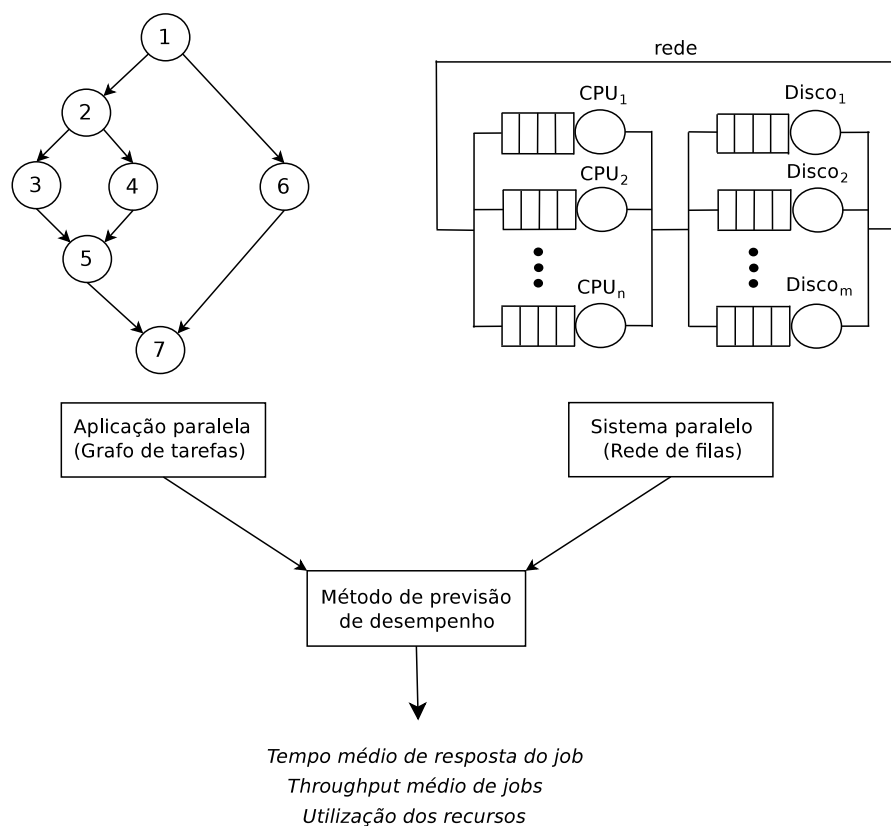 1
2
3
4
6
5
7
rede
CPU1
Disco1
CPU2
Disco2
CPUn
Discom
Aplicação paralela
(Grafo de tarefas)
Sistema paralelo
(Rede de filas)
Método de previsão
de desempenho
Tempo médio de resposta do job
Throughput médio de jobs
Utilização dos recursos